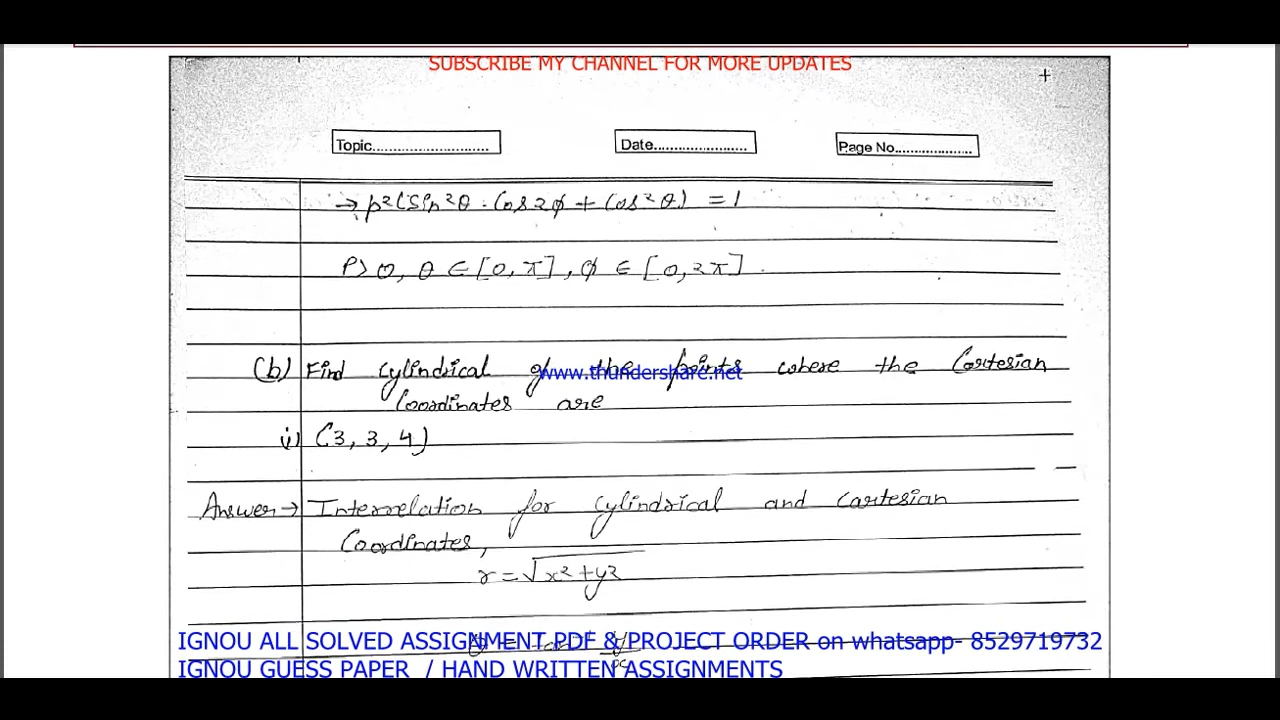 SUBSCRIBE MY CHANNEL FOR MORE UPDATES
+
Topic............................ Date....................... Page No...................
→ p²(Sin²θ . Cos2φ + Cos²θ) = 1
P> 0, θ ∈ [0, π], φ ∈ [0, 2π].
(b) Find cylindrical of the points where the Cartesian
www.thundershare.net
Coordinates are
i) (3, 3, 4)
Answer → Interrelation for cylindrical and cartesian
Coordinates,
r = √x² + y²
IGNOU ALL SOLVED ASSIGNMENT PDF & PROJECT ORDER on whatsapp- 8529719732
IGNOU GUESS PAPER / HAND WRITTEN ASSIGNMENTS